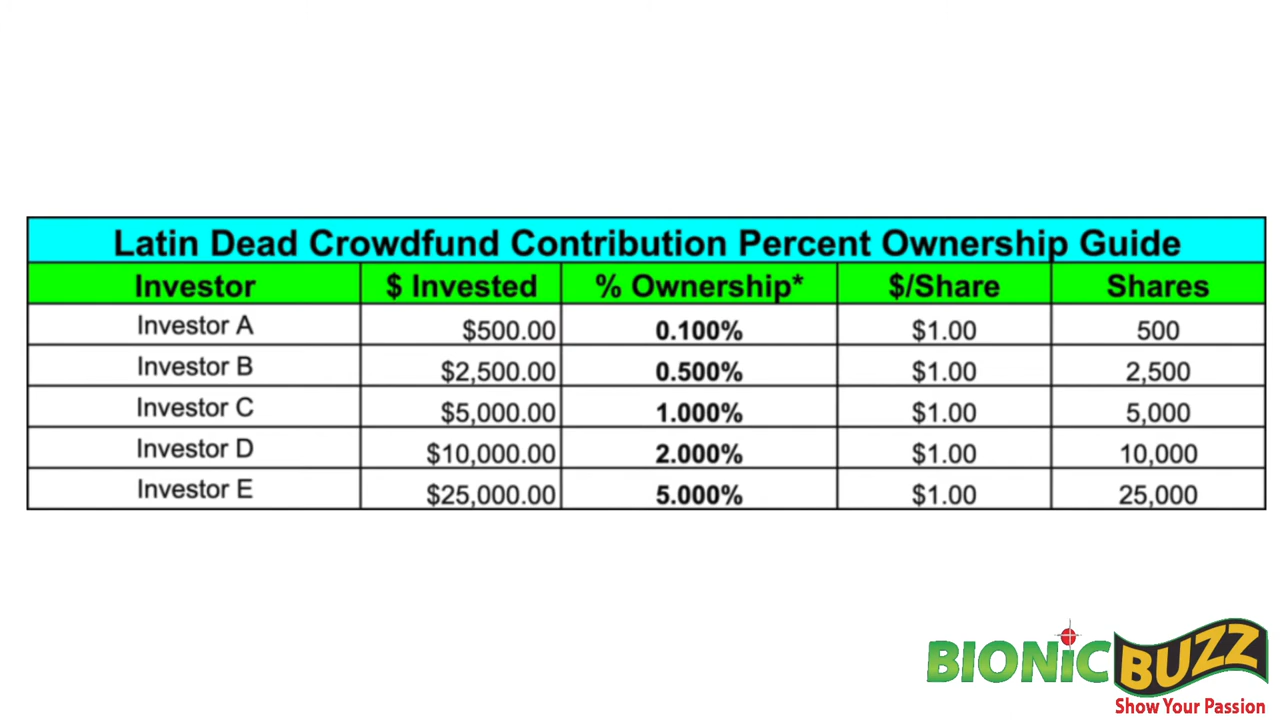 Latin Dead Crowdfund Contribution Percent Ownership Guide
Investor $ Invested % Ownership* $/Share Shares
Investor A $500.00 0.100% $1.00 500
Investor B $2,500.00 0.500% $1.00 2,500
Investor C $5,000.00 1.000% $1.00 5,000
Investor D $10,000.00 2.000% $1.00 10,000
Investor E $25,000.00 5.000% $1.00 25,000
BIONiC BUZZ
Show Your Passion